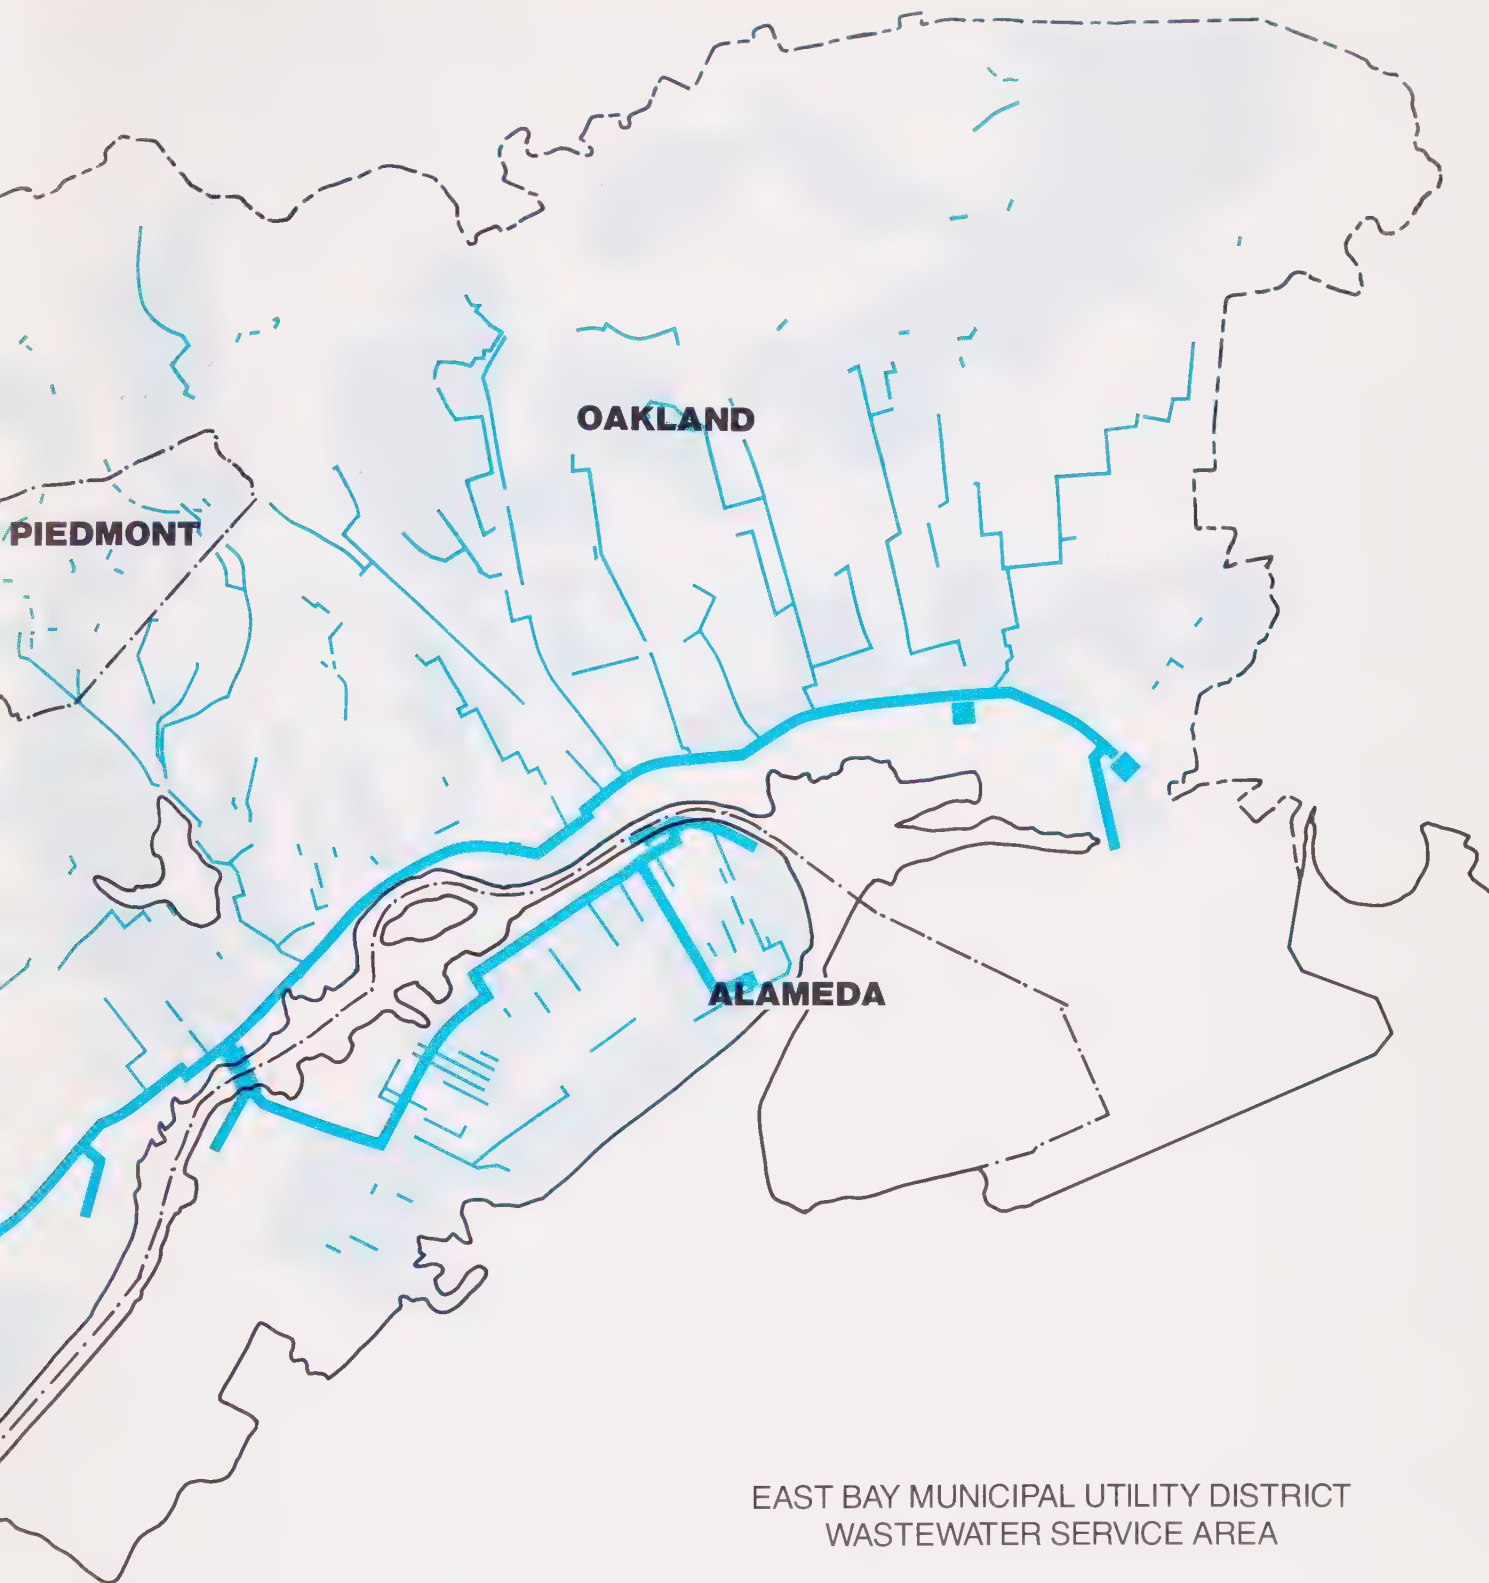 OAKLAND
PIEDMONT
ALAMEDA
EAST BAY MUNICIPAL UTILITY DISTRICT
WASTEWATER SERVICE AREA